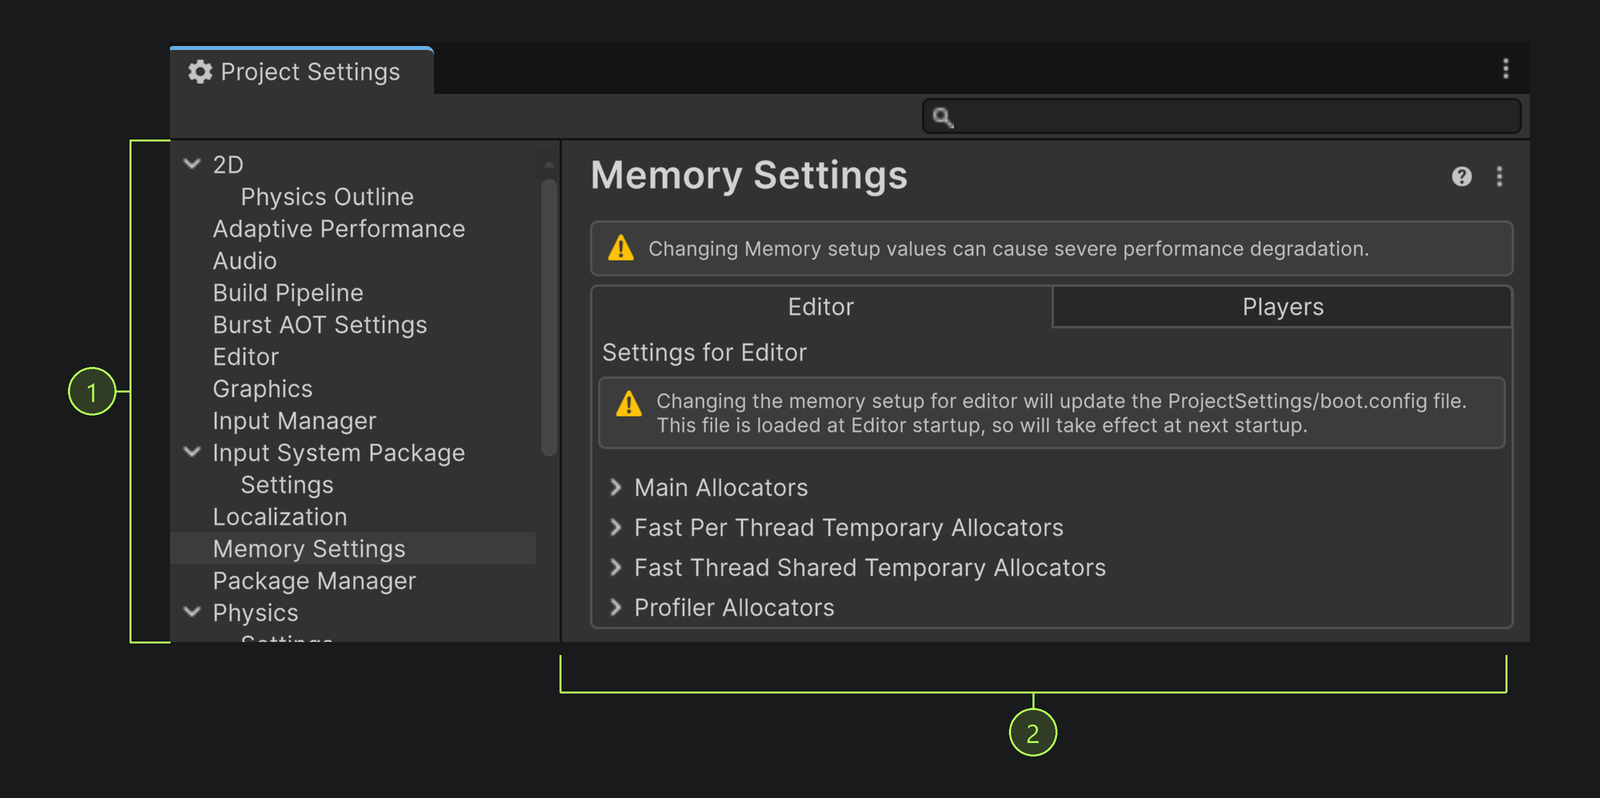 Project Settings
2D
Physics Outline
Adaptive Performance
Audio
Build Pipeline
Burst AOT Settings
Editor
Graphics
Input Manager
Input System Package
Settings
Localization
Memory Settings
Package Manager
Physics
Settings
1
Memory Settings
Changing Memory setup values can cause severe performance degradation.
Editor
Players
Settings for Editor
Changing the memory setup for editor will update the ProjectSettings/boot.config file.
This file is loaded at Editor startup, so will take effect at next startup.
Main Allocators
Fast Per Thread Temporary Allocators
Fast Thread Shared Temporary Allocators
Profiler Allocators
2